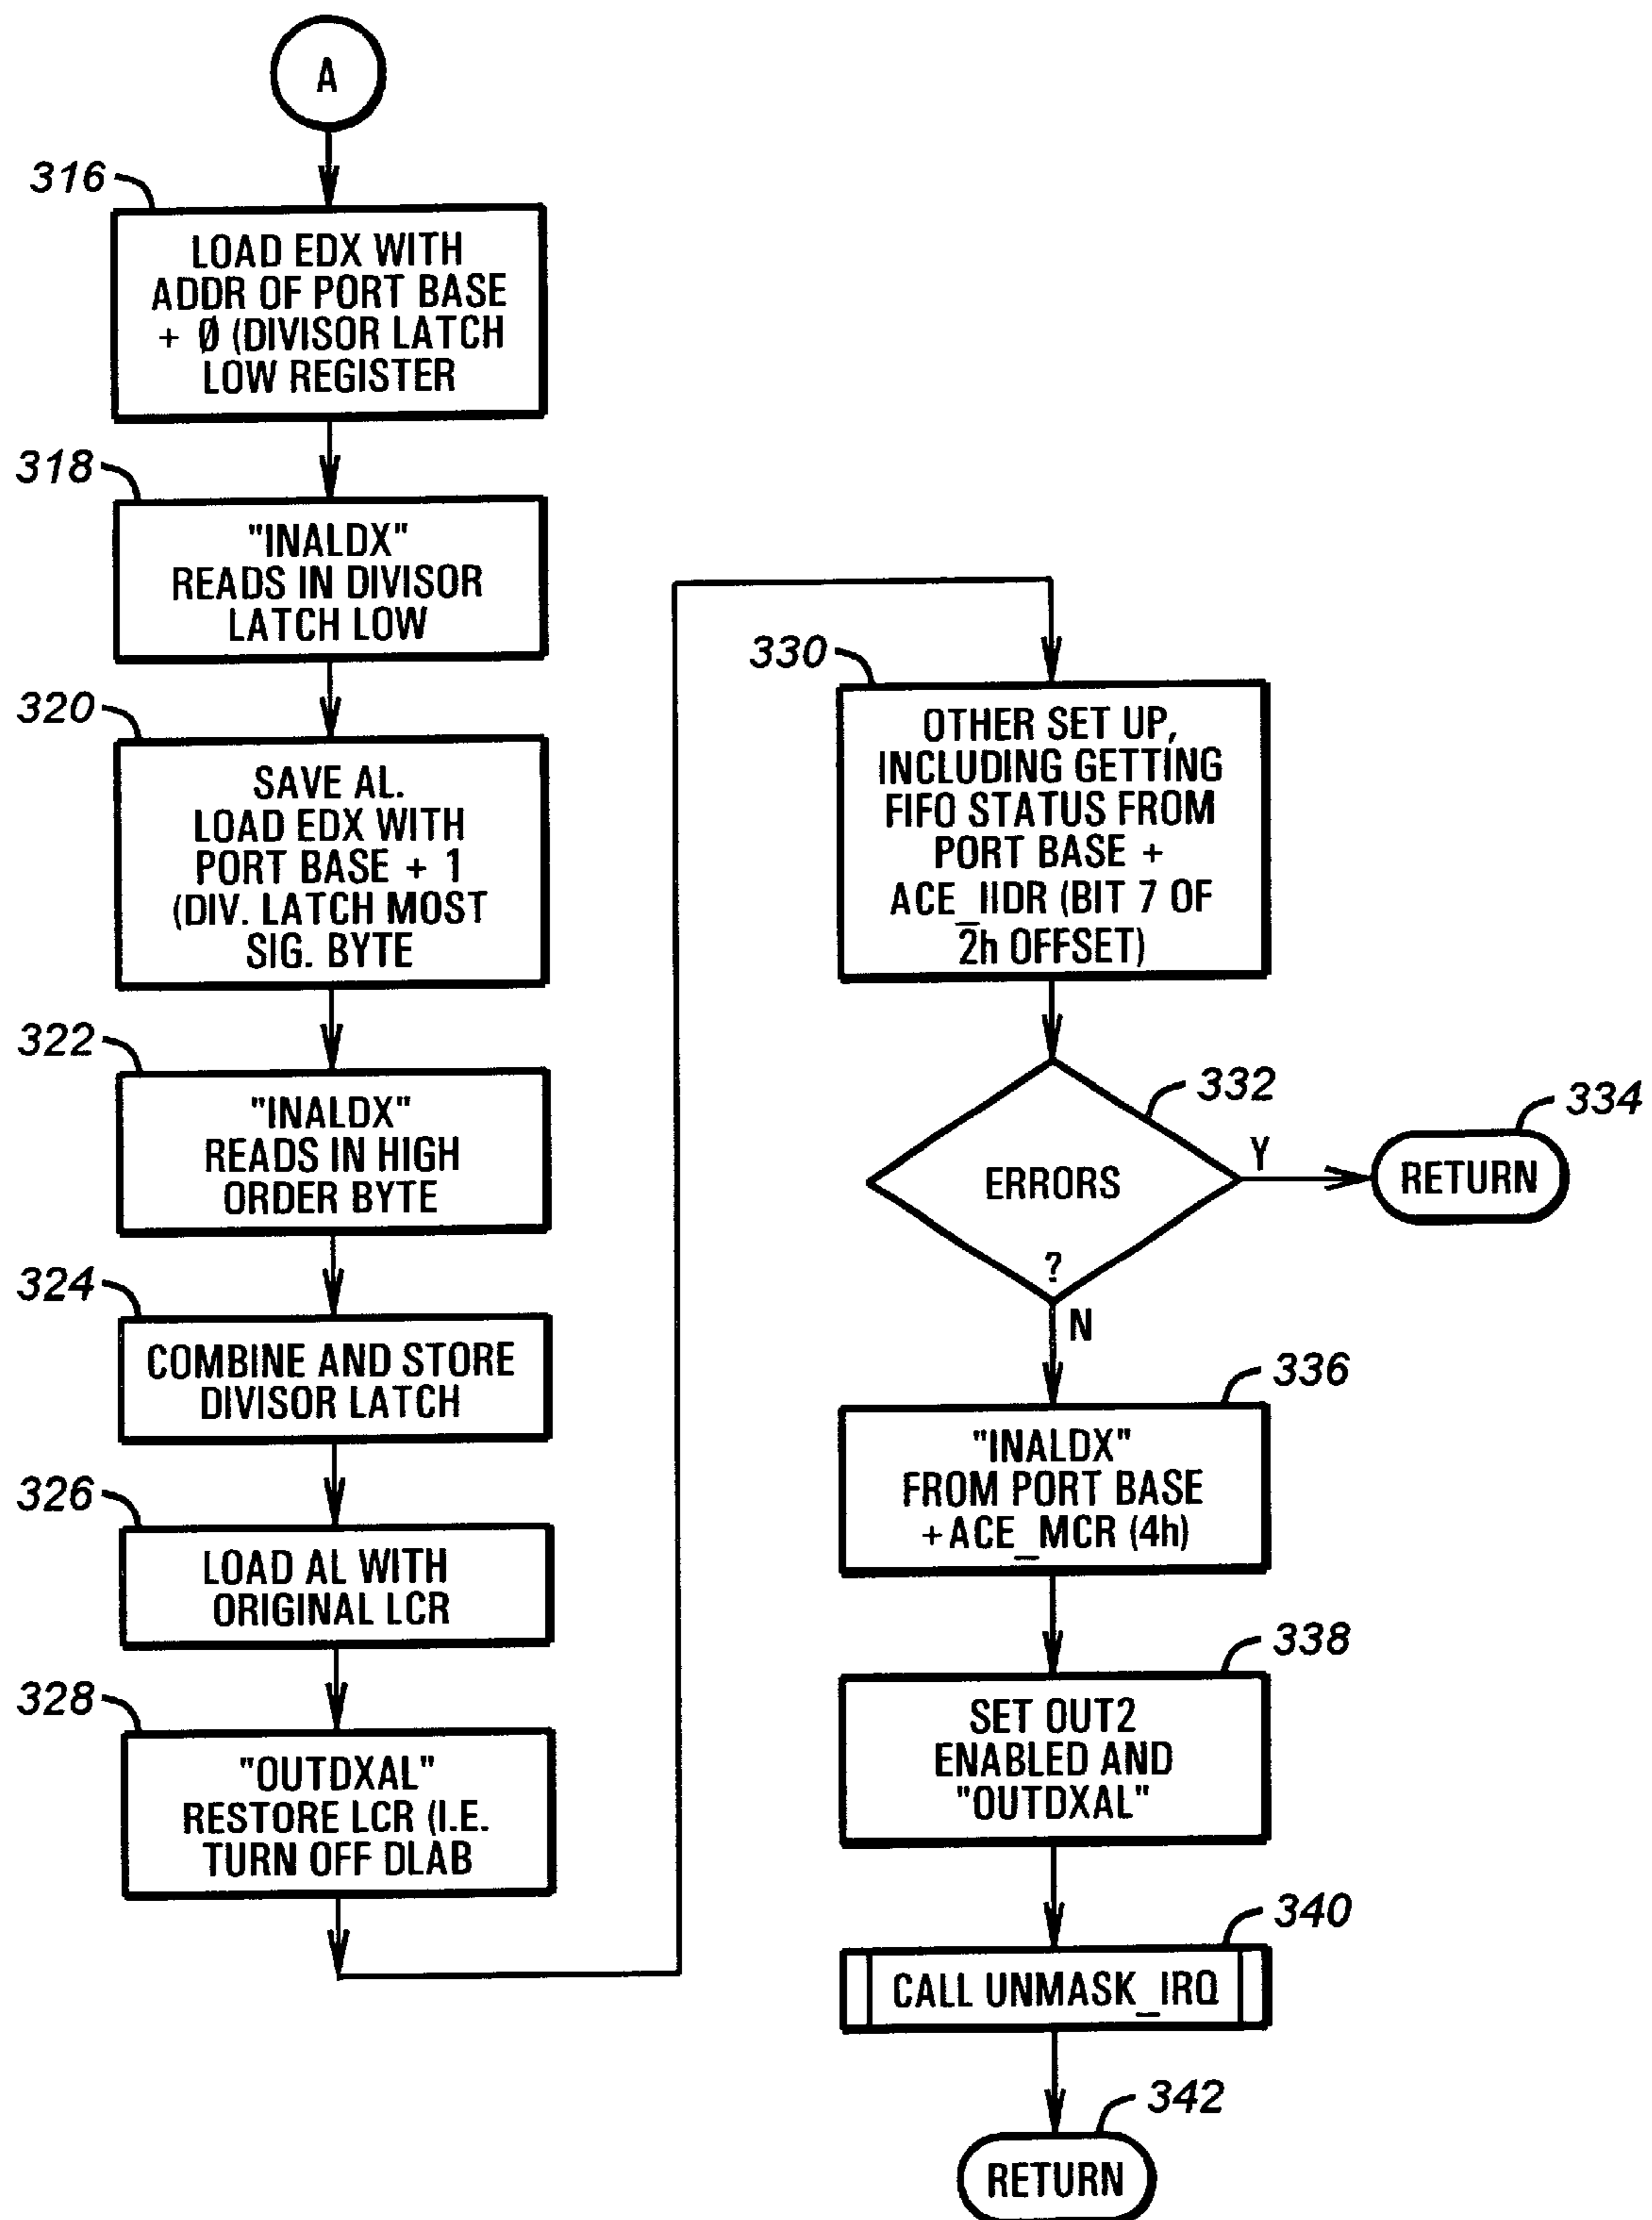 A
316
LOAD EDX WITH
ADDR OF PORT BASE
+ Ø (DIVISOR LATCH
LOW REGISTER
318
"INALDX"
READS IN DIVISOR
LATCH LOW
320
SAVE AL.
LOAD EDX WITH
PORT BASE + 1
(DIV. LATCH MOST
SIG. BYTE
322
"INALDX"
READS IN HIGH
ORDER BYTE
324
COMBINE AND STORE
DIVISOR LATCH
326
LOAD AL WITH
ORIGINAL LCR
328
"OUTDXAL"
RESTORE LCR (I.E.
TURN OFF DLAB
330
OTHER SET UP,
INCLUDING GETTING
FIFO STATUS FROM
PORT BASE +
ACE_IIDR (BIT 7 OF
2h OFFSET)
332
ERRORS
?
Y
334
RETURN
N
336
"INALDX"
FROM PORT BASE
+ACE_MCR (4h)
338
SET OUT2
ENABLED AND
"OUTDXAL"
340
CALL UNMASK_IRQ
342
RETURN